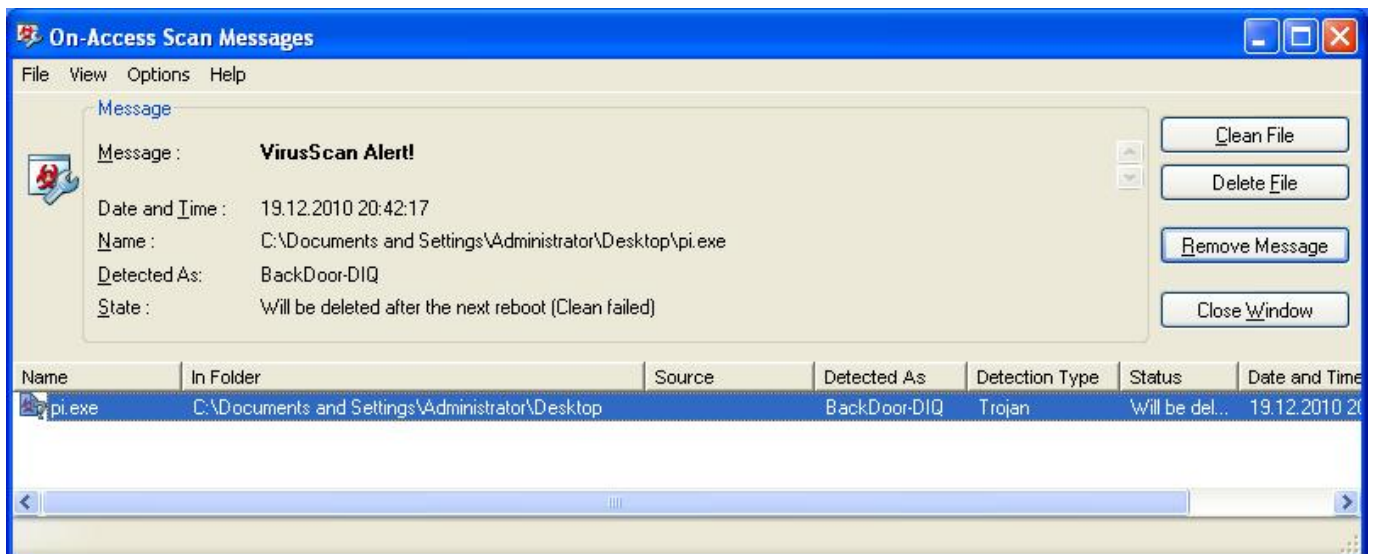 On-Access Scan Messages
File View Options Help
Message
Message : VirusScan Alert!
Date and Time : 19.12.2010 20:42:17
Name : C:\Documents and Settings\Administrator\Desktop\pi.exe
Detected As: BackDoor-DIQ
State : Will be deleted after the next reboot (Clean failed)
Clean File
Delete File
Remove Message
Close Window
Name In Folder Source Detected As Detection Type Status Date and Time
pi.exe C:\Documents and Settings\Administrator\Desktop BackDoor-DIQ Trojan Will be del... 19.12.2010 20